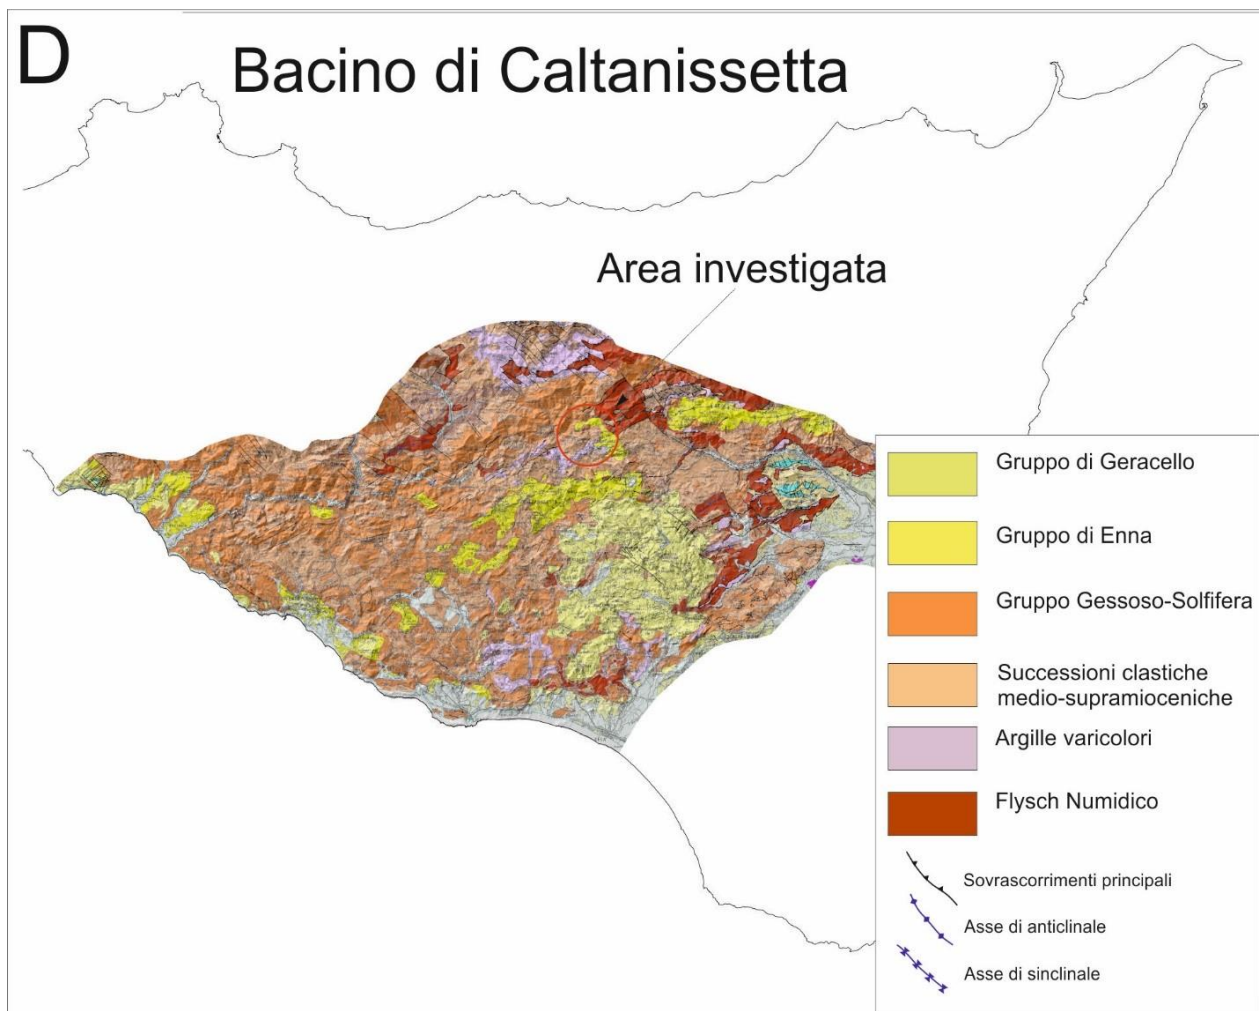 D
Bacino di Caltanissetta
Area investigata
Gruppo di Geracello
Gruppo di Enna
Gruppo Gessoso-Solfifera
Successioni clastiche
medio-supramioceniche
Argille varicolori
Flysch Numidico
Sovrascorrimenti principali
Asse di anticlinale
Asse di sinclinale